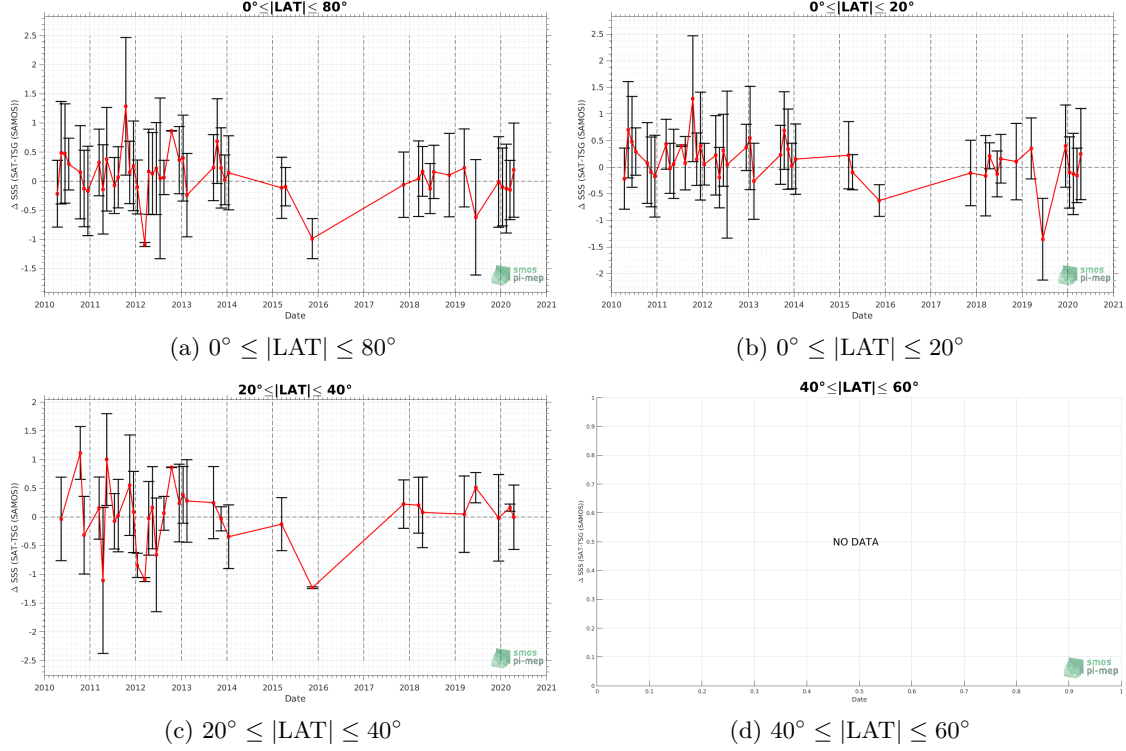 0°≤|LAT|≤ 80°
Δ SSS (SAT-TSG (SAMOS))
2.5
2
1.5
1
0.5
0
-0.5
-1
-1.5
2010 2011 2012 2013 2014 2015 2016 2017 2018 2019 2020 2021
Date
smos
pi-mep
(a) 0° ≤ |LAT| ≤ 80°
0°≤|LAT|≤ 20°
Δ SSS (SAT-TSG (SAMOS))
2.5
2
1.5
1
0.5
0
-0.5
-1
-1.5
-2
2010 2011 2012 2013 2014 2015 2016 2017 2018 2019 2020 2021
Date
smos
pi-mep
(b) 0° ≤ |LAT| ≤ 20°
20°≤|LAT|≤ 40°
Δ SSS (SAT-TSG (SAMOS))
2
1.5
1
0.5
0
-0.5
-1
-1.5
-2
-2.5
2010 2011 2012 2013 2014 2015 2016 2017 2018 2019 2020 2021
Date
smos
pi-mep
(c) 20° ≤ |LAT| ≤ 40°
40°≤|LAT|≤ 60°
Δ SSS (SAT-TSG (SAMOS))
1
0.9
0.8
0.7
0.6
0.5
0.4
0.3
0.2
0.1
0
NO DATA
0 0.1 0.2 0.3 0.4 0.5 0.6 0.7 0.8 0.9 1
Date
smos
pi-mep
(d) 40° ≤ |LAT| ≤ 60°